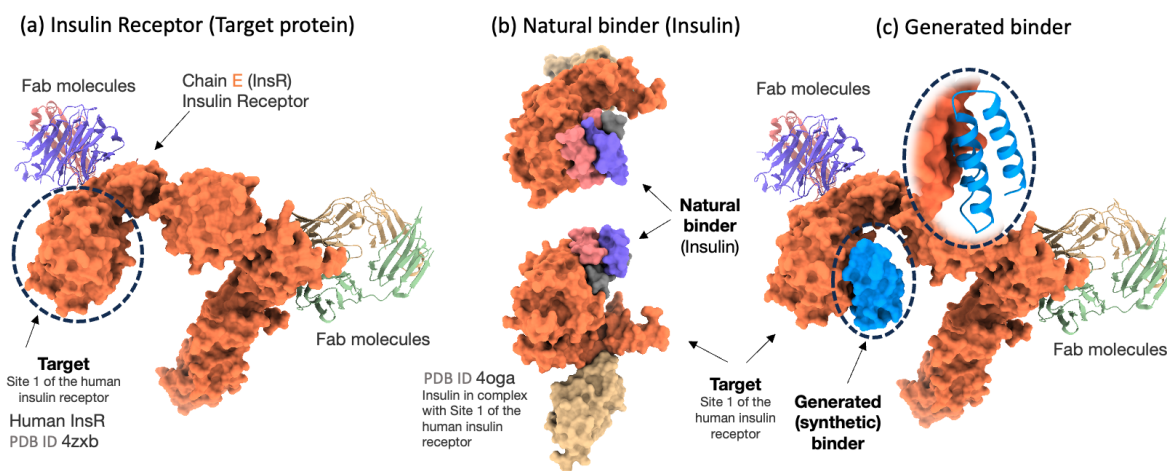 (a) Insulin Receptor (Target protein)
Fab molecules
Chain E (InsR)
Insulin Receptor
Fab molecules
Target
Site 1 of the human
insulin receptor
Human InsR
PDB ID 4zxb
(b) Natural binder (Insulin)
Natural
binder
(Insulin)
PDB ID 4oga
Insulin in complex
with Site 1 of the
human insulin
receptor
Target
Site 1 of the
human insulin
receptor
(c) Generated binder
Fab molecules
Fab molecules
Generated
(synthetic)
binder